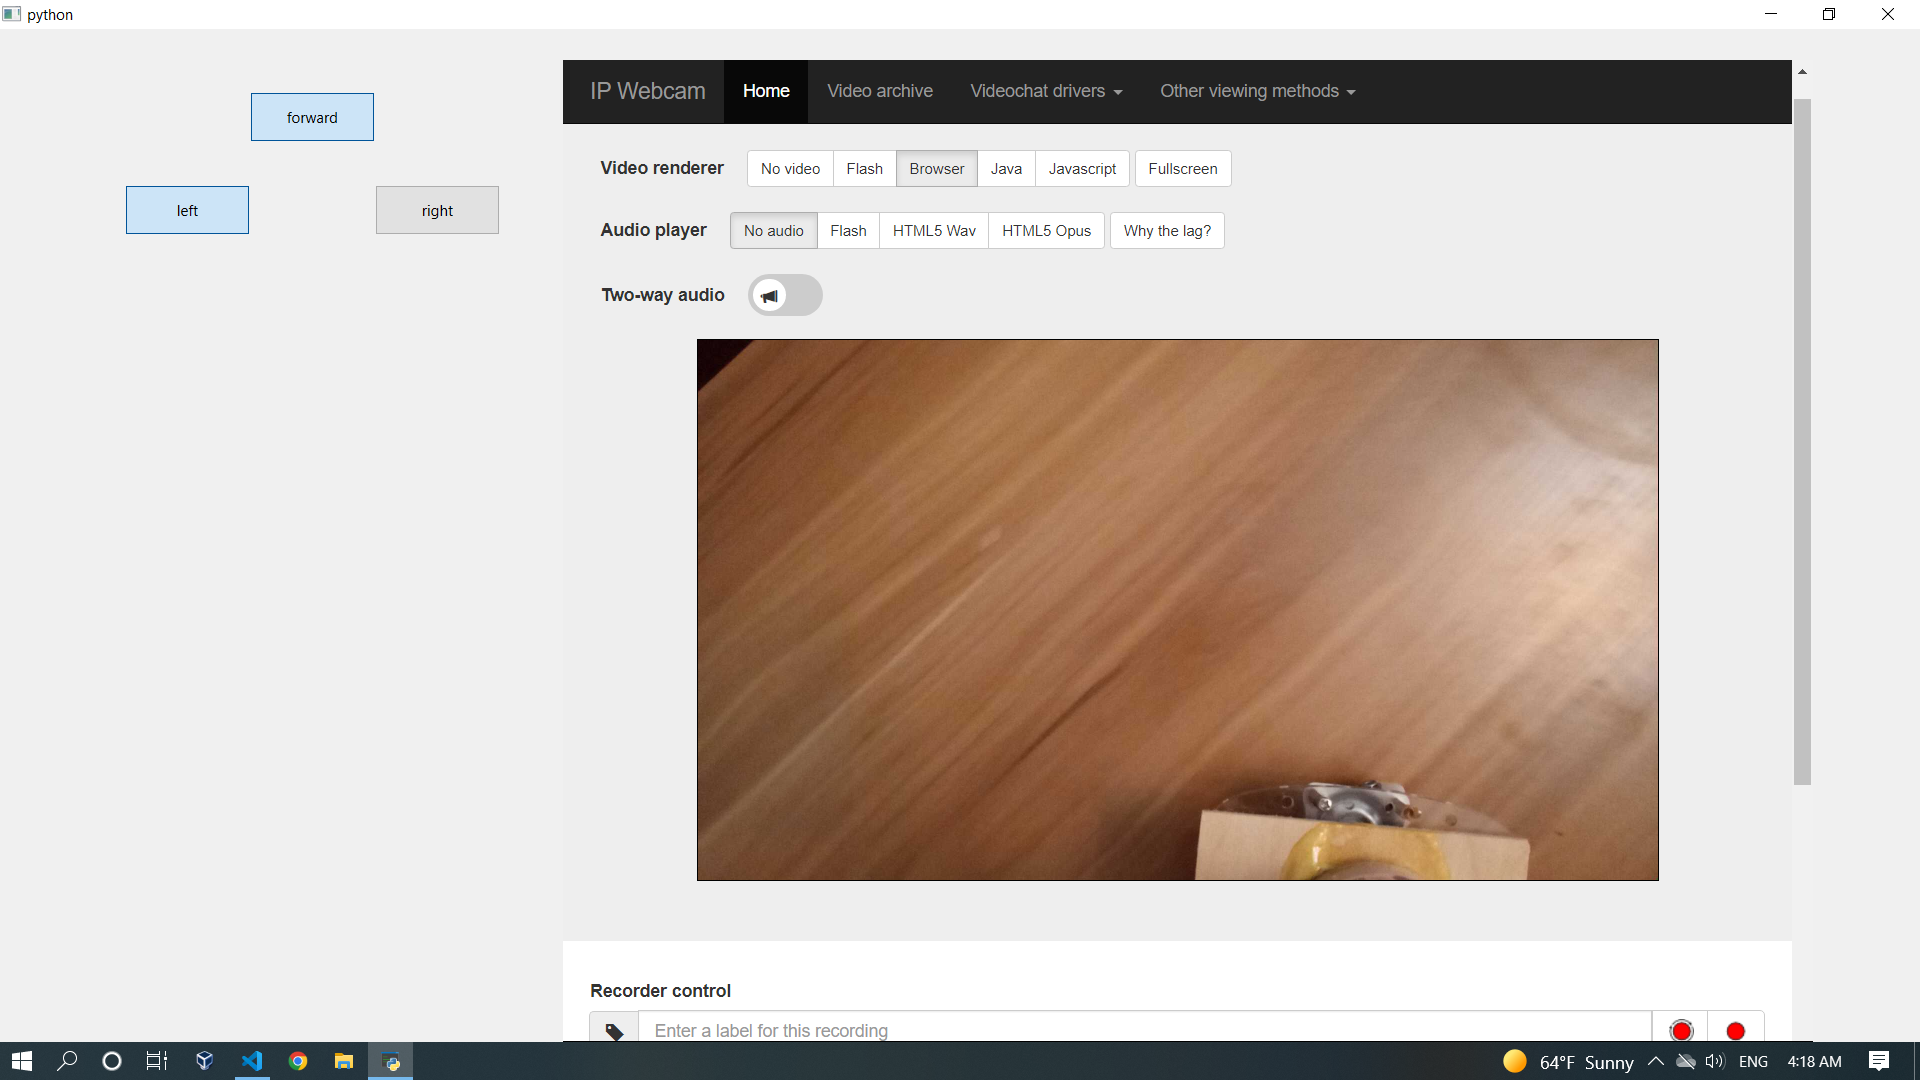 python
forward
left right
IP Webcam Home Video archive Videochat drivers Other viewing methods
Video renderer No video Flash Browser Java Javascript Fullscreen
Audio player No audio Flash HTML5 Wav HTML5 Opus Why the lag?
Two-way audio
Recorder control
Enter a label for this recording
64°F Sunny ENG 4:18 AM